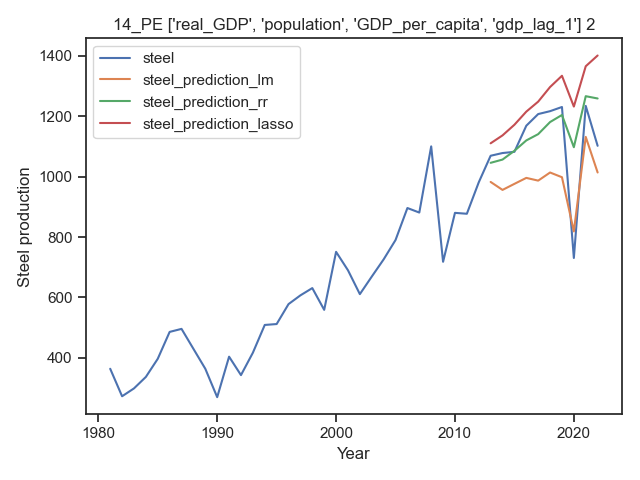 14_PE ['real_GDP', 'population', 'GDP_per_capita', 'gdp_lag_1'] 2
steel
steel_prediction_lm
steel_prediction_rr
steel_prediction_lasso
Steel production
1400
1200
1000
800
600
400
1980
1990
2000
2010
2020
Year